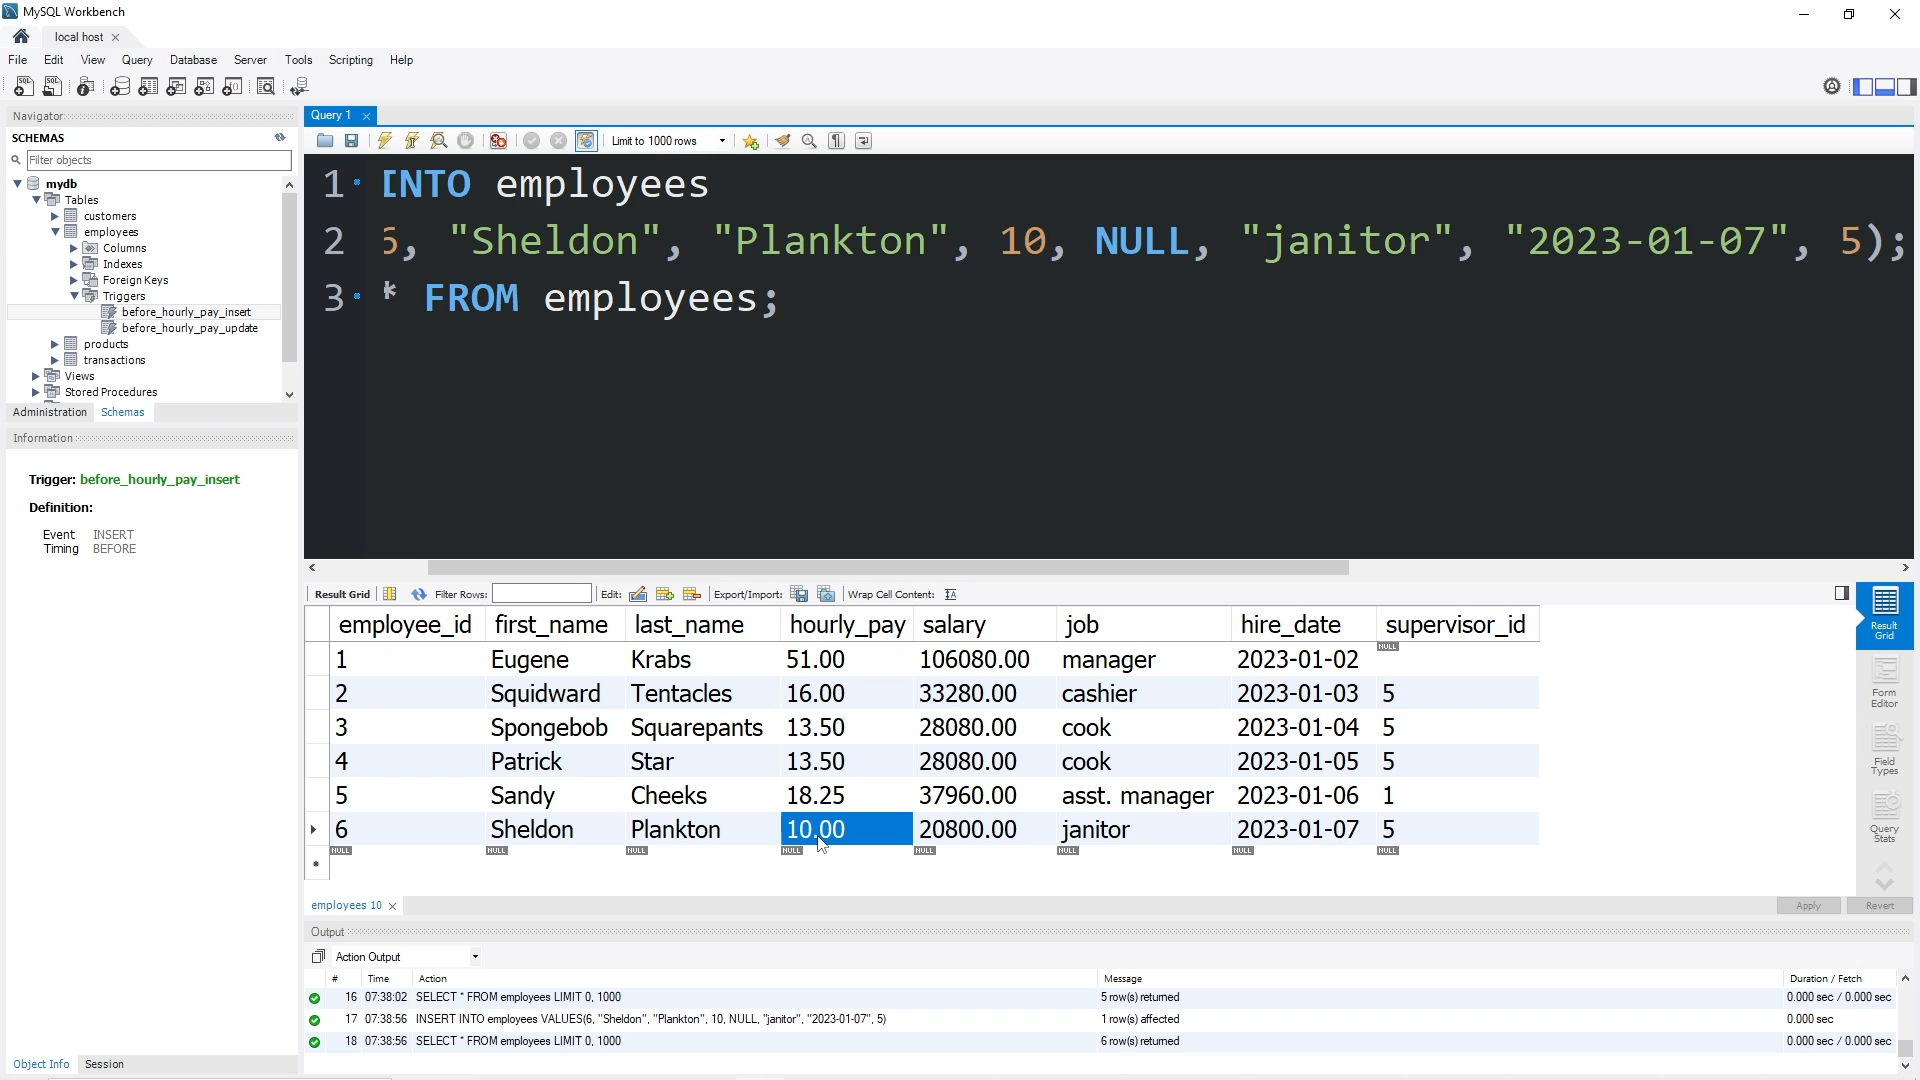 MySQL Workbench
local host
File Edit View Query Database Server Tools Scripting Help
Navigator
SCHEMAS
Filter objects
mydb
Tables
customers
employees
Columns
Indexes
Foreign Keys
Triggers
before_hourly_pay_insert
before_hourly_pay_update
products
transactions
Views
Stored Procedures
Administration Schemas
Information
Trigger: before_hourly_pay_insert
Definition:
Event INSERT
Timing BEFORE
Object Info Session
Query 1
Limit to 1000 rows
1 INTO employees
2 6, "Sheldon", "Plankton", 10, NULL, "janitor", "2023-01-07", 5);
3 * FROM employees;
Result Grid Filter Rows: Edit: Export/Import: Wrap Cell Content:
employee_id first_name last_name hourly_pay salary job hire_date supervisor_id
1 Eugene Krabs 51.00 106080.00 manager 2023-01-02 NULL
2 Squidward Tentacles 16.00 33280.00 cashier 2023-01-03 5
3 Spongebob Squarepants 13.50 28080.00 cook 2023-01-04 5
4 Patrick Star 13.50 28080.00 cook 2023-01-05 5
5 Sandy Cheeks 18.25 37960.00 asst. manager 2023-01-06 1
6 Sheldon Plankton 10.00 20800.00 janitor 2023-01-07 5
NULL NULL NULL NULL NULL NULL NULL NULL
Result
Grid
Form
Editor
Field
Types
Query
Stats
employees 10
Apply Revert
Output
Action Output
# Time Action Message Duration / Fetch
16 07:38:02 SELECT * FROM employees LIMIT 0, 1000 5 row(s) returned 0.000 sec / 0.000 sec
17 07:38:56 INSERT INTO employees VALUES(6, "Sheldon", "Plankton", 10, NULL, "janitor", "2023-01-07", 5) 1 row(s) affected 0.000 sec
18 07:38:56 SELECT * FROM employees LIMIT 0, 1000 6 row(s) returned 0.000 sec / 0.000 sec